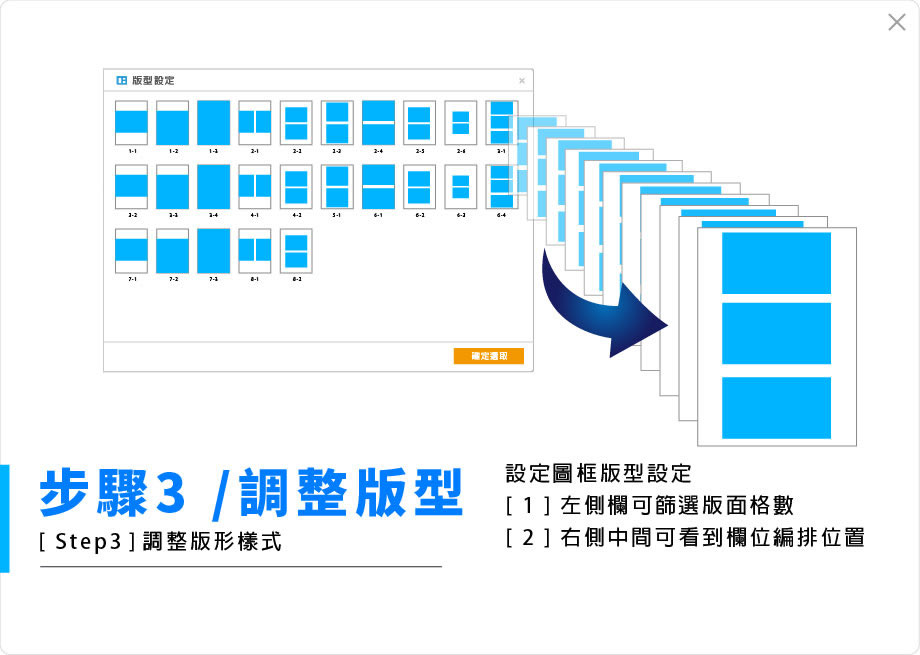 版型設定
1-1 1-2 1-3 2-1 2-2 2-3 2-4 2-5 2-6 3-1
3-2 3-3 3-4 4-1 4-2 5-1 6-1 6-2 6-3 6-4
7-1 7-2 7-3 8-1 8-2
確定選取
步驟3 /調整版型
[ Step3 ] 調整版形樣式
設定圖框版型設定
[ 1 ] 左側欄可篩選版面格數
[ 2 ] 右側中間可看到欄位編排位置